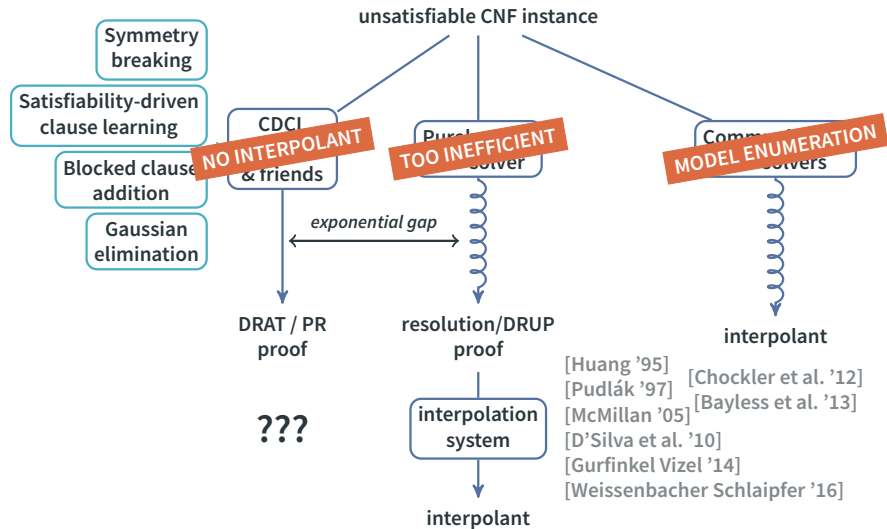 unsatisfiable CNF instance
Symmetry
breaking
Satisfiability-driven
clause learning
Blocked clause
addition
Gaussian
elimination
CDCL
& friends
NO INTERPOLANT
solver
TOO INEFFICIENT
solvers
MODEL ENUMERATION
exponential gap
DRAT / PR
proof
resolution/DRUP
proof
interpolant
???
interpolation
system
interpolant
[Huang ’95]
[Pudlák ’97]
[McMillan ’05]
[D’Silva et al. ’10]
[Gurfinkel Vizel ’14]
[Weissenbacher Schlaipfer ’16]
[Chockler et al. ’12]
[Bayless et al. ’13]